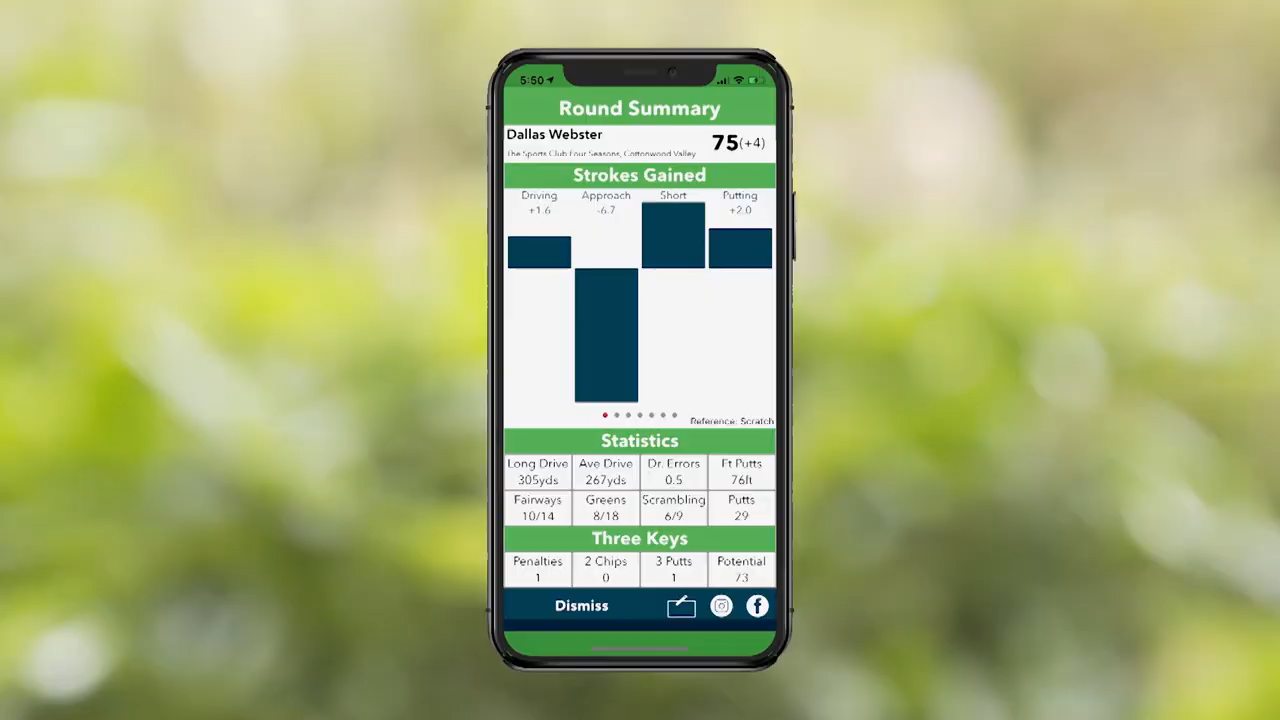 5:50
Round Summary
Dallas Webster
75(+4)
The Sports Club Four Seasons, Cottonwood Valley
Strokes Gained
Driving Approach Short Putting
+1.6 -6.7 +2.0
Reference: Scratch
Statistics
Long Drive Ave Drive Dr. Errors Ft Putts
305yds 267yds 0.5 76ft
Fairways Greens Scrambling Putts
10/14 8/18 6/9 29
Three Keys
Penalties 2 Chips 3 Putts Potential
1 0 1 73
Dismiss